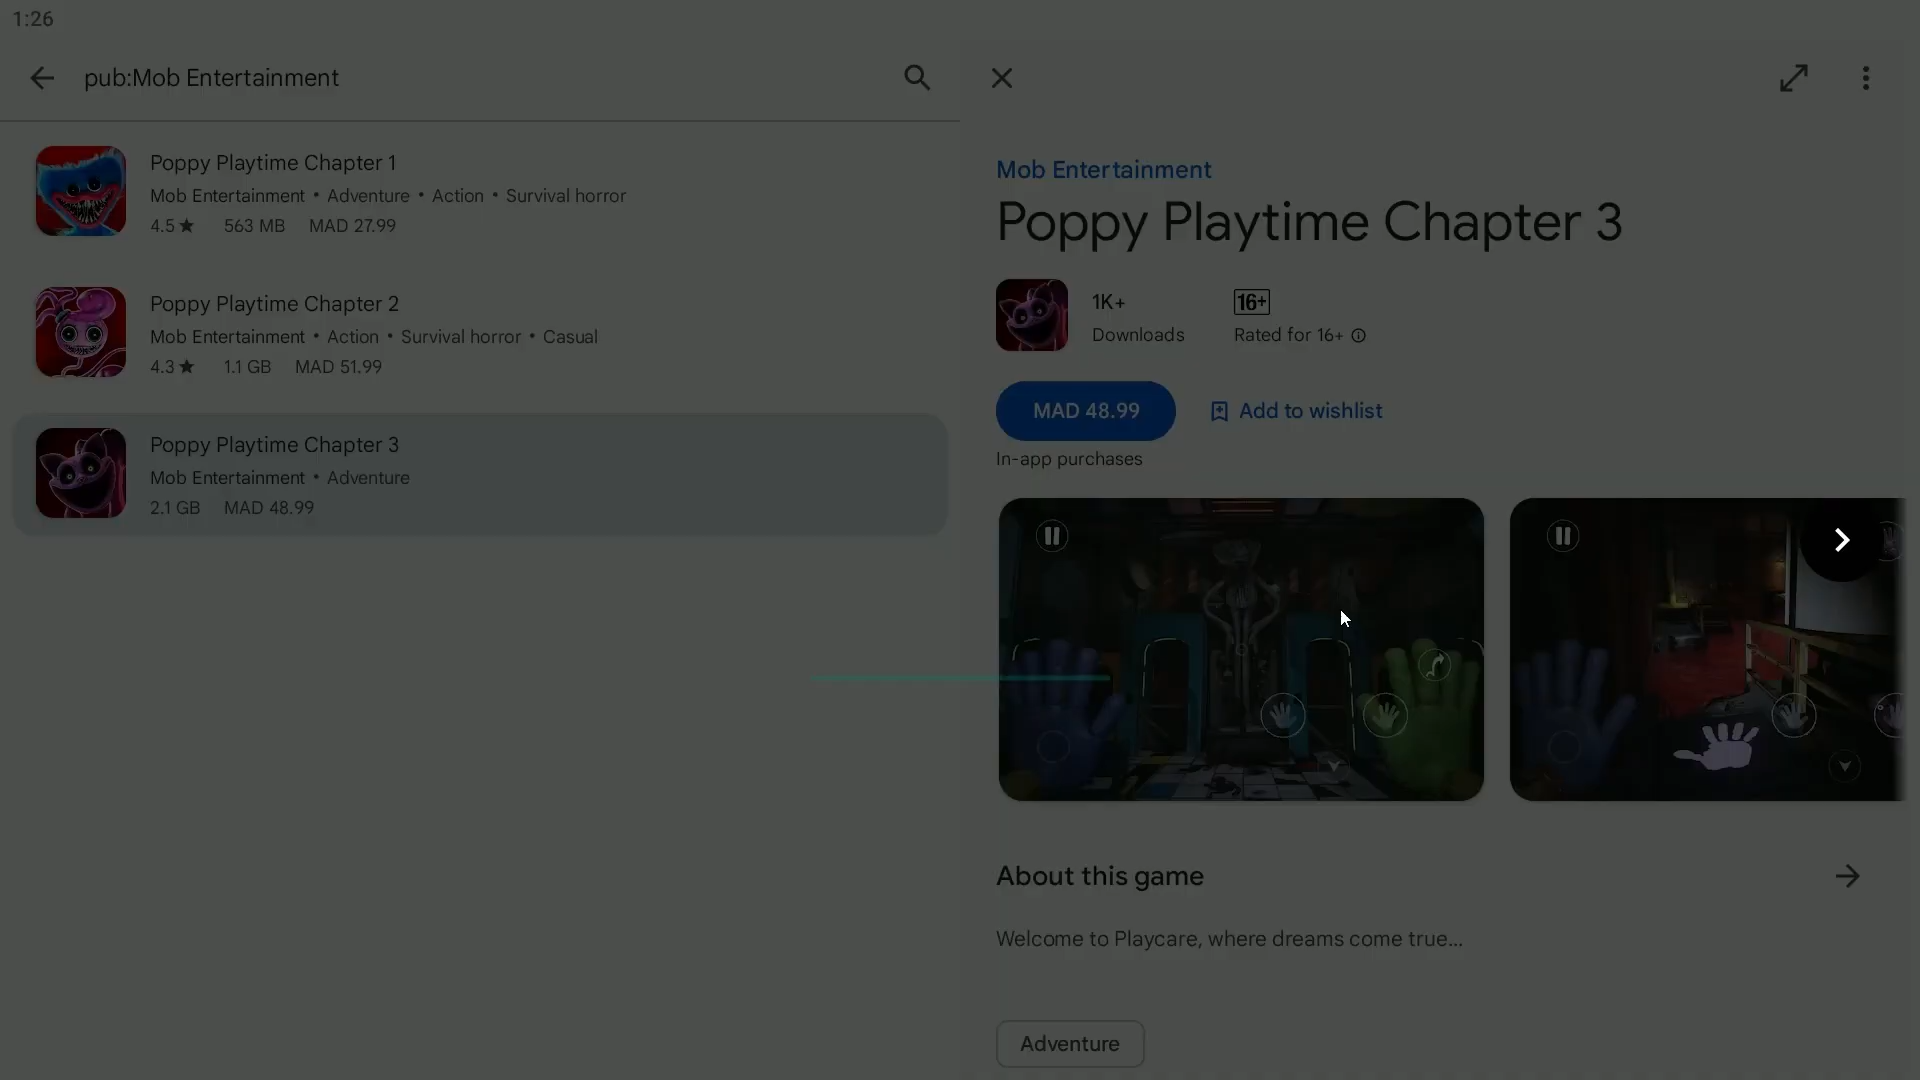 1:26
pub:Mob Entertainment
Poppy Playtime Chapter 1
Mob Entertainment • Adventure • Action • Survival horror
4.5★ 563 MB MAD 27.99
Poppy Playtime Chapter 2
Mob Entertainment • Action • Survival horror • Casual
4.3★ 1.1 GB MAD 51.99
Poppy Playtime Chapter 3
Mob Entertainment • Adventure
2.1 GB MAD 48.99
Mob Entertainment
Poppy Playtime Chapter 3
1K+
Downloads
16+
Rated for 16+
MAD 48.99
Add to wishlist
In-app purchases
About this game
Welcome to Playcare, where dreams come true...
Adventure